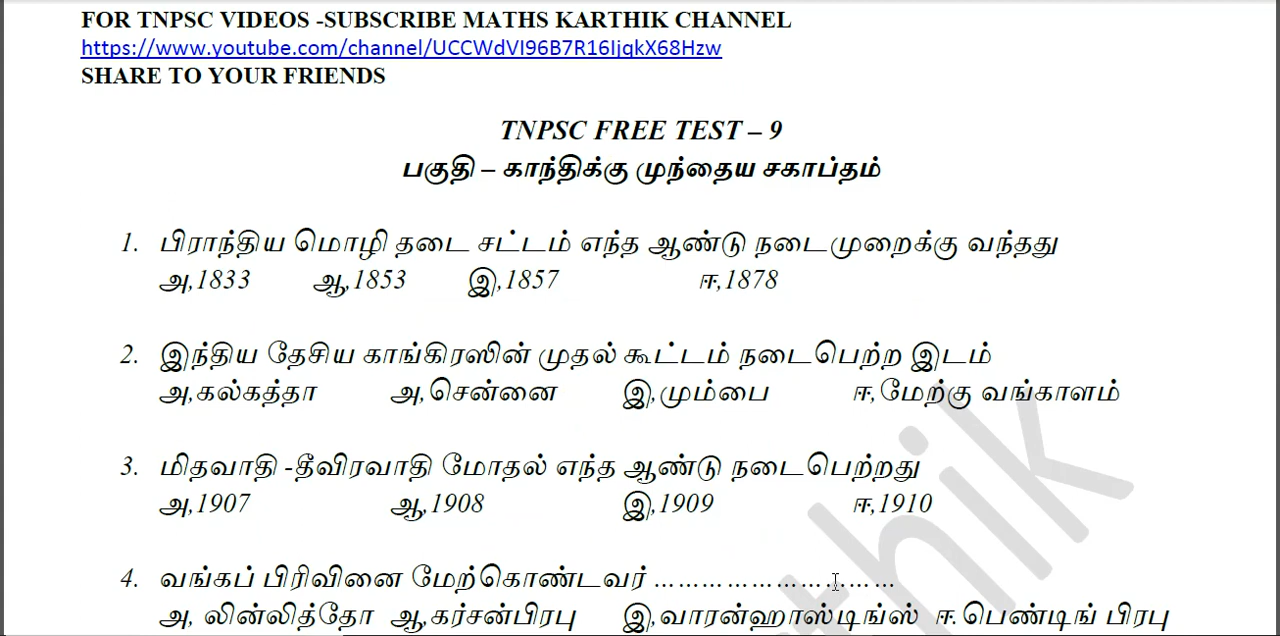 FOR TNPSC VIDEOS -SUBSCRIBE MATHS KARTHIK CHANNEL
https://www.youtube.com/channel/UCCWdVI96B7R16IjqkX68Hzw
SHARE TO YOUR FRIENDS
TNPSC FREE TEST – 9
பகுதி – காந்திக்கு முந்தைய சகாப்தம்
1. பிராந்திய மொழி தடை சட்டம் எந்த ஆண்டு நடைமுறைக்கு வந்தது
அ,1833 ஆ,1853 இ,1857 ஈ,1878
2. இந்திய தேசிய காங்கிரஸின் முதல் கூட்டம் நடைபெற்ற இடம்
அ,கல்கத்தா அ,சென்னை இ,மும்பை ஈ,மேற்கு வங்காளம்
3. மிதவாதி -தீவிரவாதி மோதல் எந்த ஆண்டு நடைபெற்றது
அ,1907 ஆ,1908 இ,1909 ஈ,1910
4. வங்கப் பிரிவினை மேற்கொண்டவர் ………………………
அ, லின்லித்தோ ஆ,கர்சன்பிரபு இ,வாரன்ஹாஸ்டிங்ஸ் ஈ.பெண்டிங் பிரபு
thik